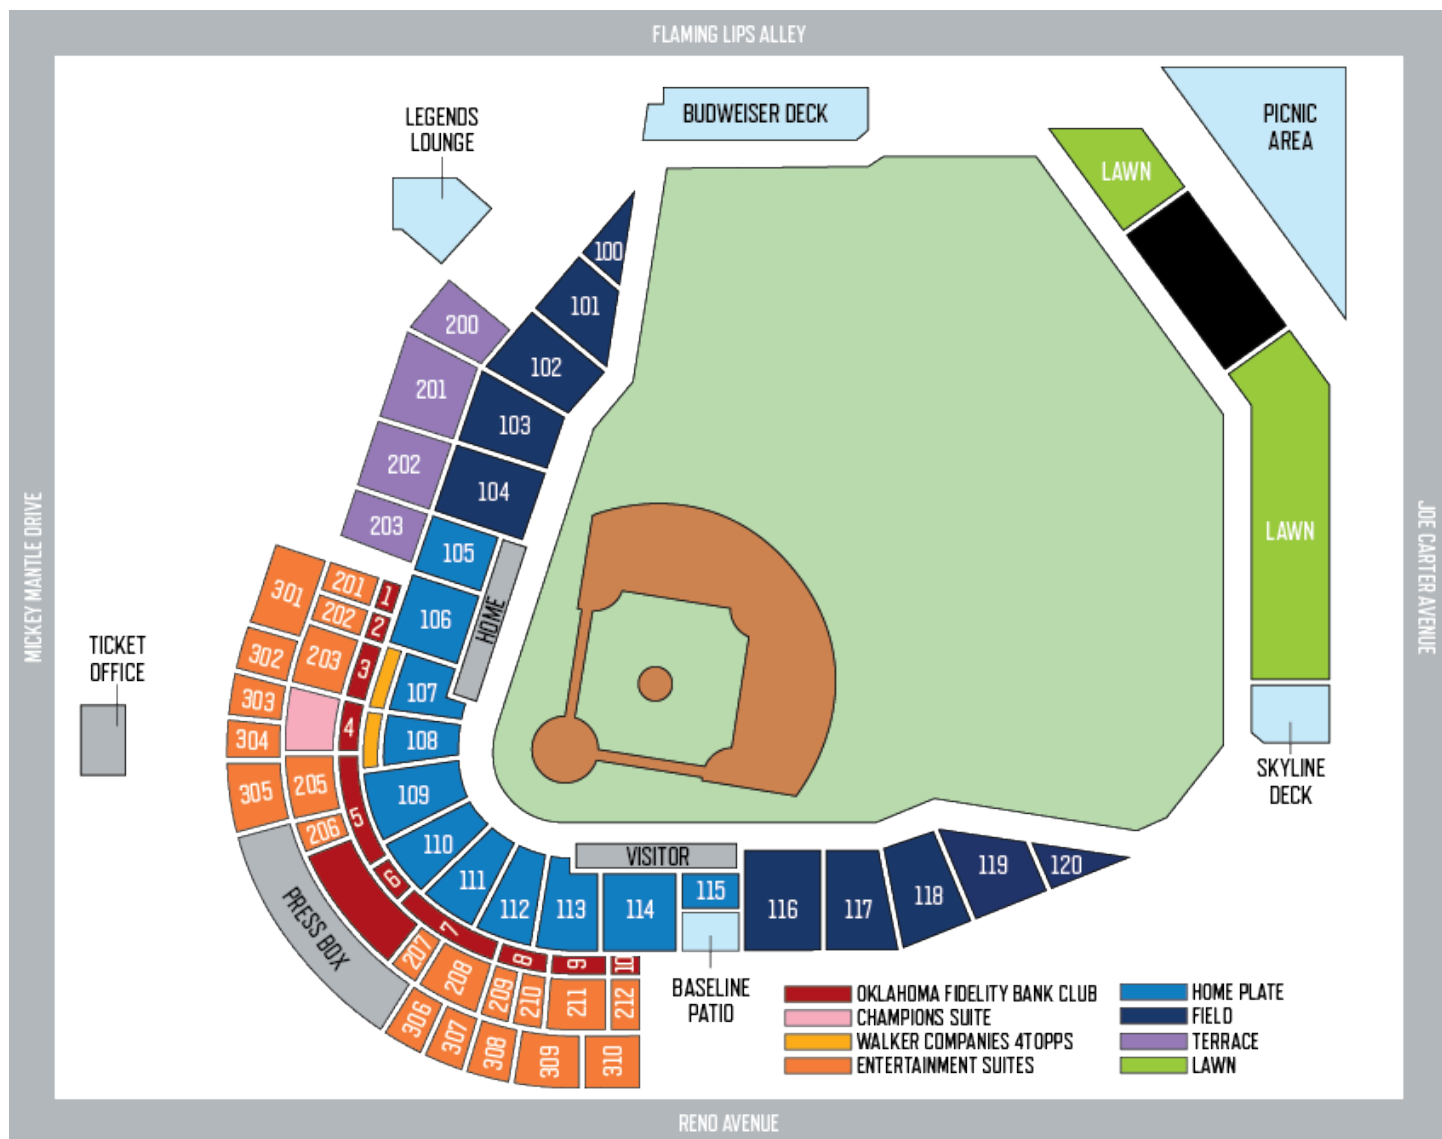 FLAMING LIPS ALLEY
LEGENDS
LOUNGE
BUDWEISER DECK
PICNIC
AREA
LAWN
100
101
102
103
104
200
201
202
203
MICKEY MANTLE DRIVE
JOE CARTER AVENUE
LAWN
105
106
107
108
109
110
111
112
113
114
115
116
117
118
119
120
HOME
VISITOR
TICKET
OFFICE
301
302
303
304
305
201
202
203
205
206
1
2
3
4
5
6
7
8
9
10
PRESS BOX
207
208
209
210
211
212
306
307
308
309
310
SKYLINE
DECK
BASELINE
PATIO
OKLAHOMA FIDELITY BANK CLUB
CHAMPIONS SUITE
WALKER COMPANIES 4TOPPS
ENTERTAINMENT SUITES
HOME PLATE
FIELD
TERRACE
LAWN
RENO AVENUE